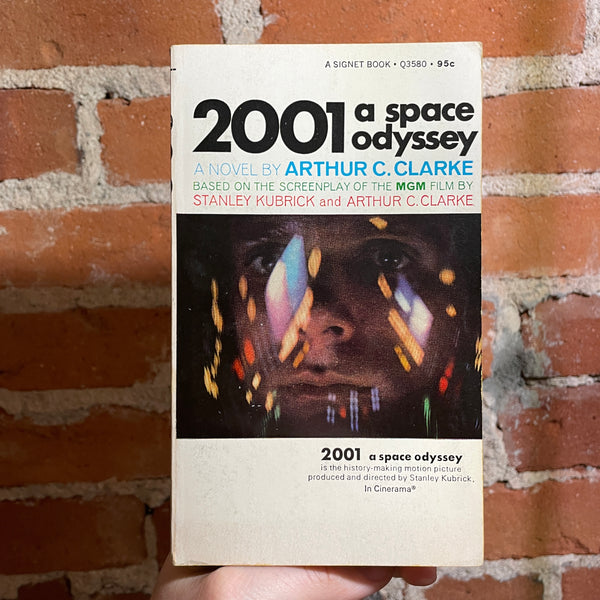 A SIGNET BOOK • Q3580 • 95c
2001 a space odyssey
A NOVEL BY ARTHUR C. CLARKE
BASED ON THE SCREENPLAY OF THE MGM FILM BY
STANLEY KUBRICK and ARTHUR C. CLARKE
2001 a space odyssey
is the history-making motion picture
produced and directed by Stanley Kubrick,
In Cinerama®